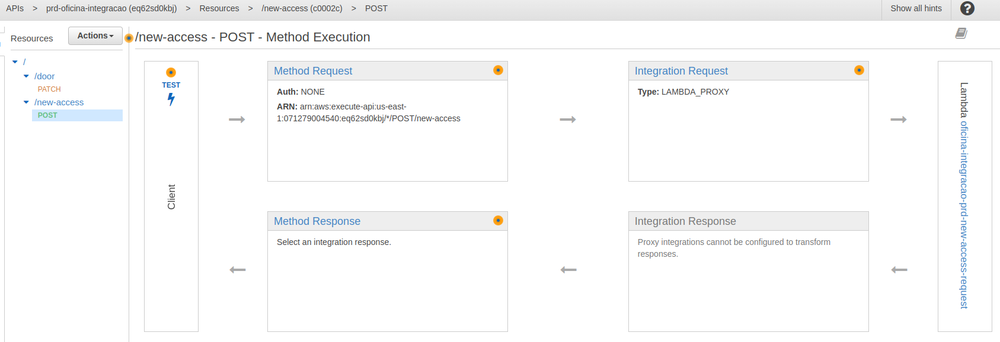 APIs > prd-oficina-integracao (eq62sd0kbj) > Resources > /new-access (c0002c) > POST
Show all hints
Resources
Actions
/
/door
PATCH
/new-access
POST
/new-access - POST - Method Execution
TEST
Client
Method Request
Auth: NONE
ARN: arn:aws:execute-api:us-east-
1:071279004540:eq62sd0kbj/*/POST/new-access
Integration Request
Type: LAMBDA_PROXY
Method Response
Select an integration response.
Integration Response
Proxy integrations cannot be configured to transform
responses.
Lambda oficina-integracao-prd-new-access-request